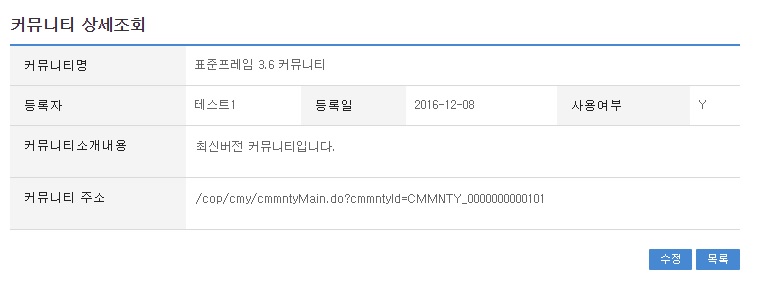 커뮤니티 상세조회
커뮤니티명 표준프레임 3.6 커뮤니티
등록자 테스트1 등록일 2016-12-08 사용여부 Y
커뮤니티소개내용 최신버전 커뮤니티입니다.
커뮤니티 주소 /cop/cmy/cmmntyMain.do?cmmntyId=CMMNTY_0000000000101
수정 목록